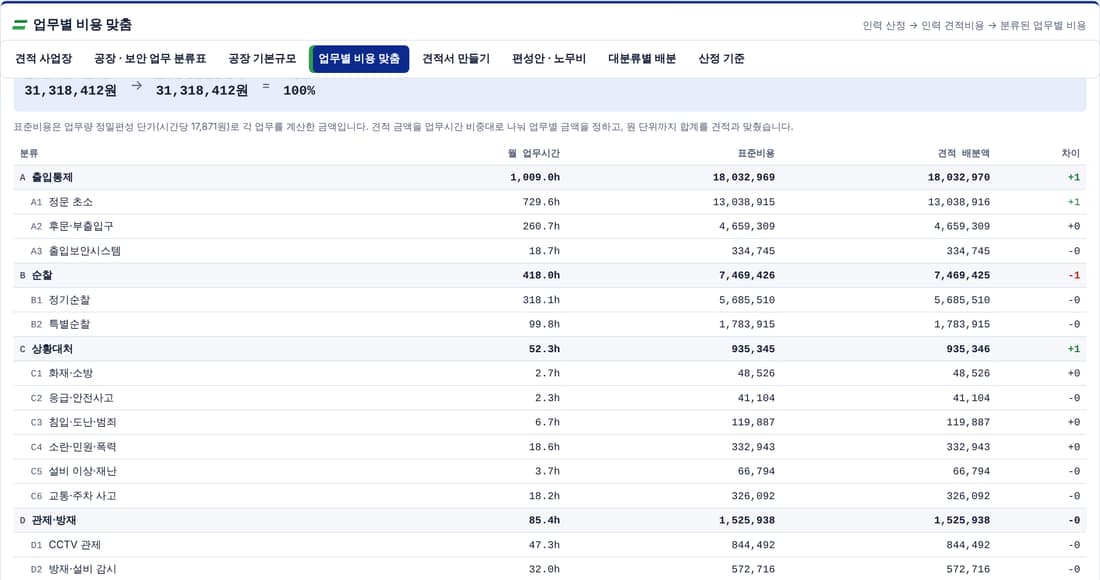 업무별 비용 맞춤
인력 산정 → 인력 견적비용 → 분류된 업무별 비용
견적 사업장 공장 · 보안 업무 분류표 공장 기본규모 업무별 비용 맞춤 견적서 만들기 편성안 · 노무비 대분류별 배분 산정 기준
31,318,412원 → 31,318,412원 = 100%
표준비용은 업무량 정밀편성 단가(시간당 17,871원)로 각 업무를 계산한 금액입니다. 견적 금액을 업무시간 비중대로 나눠 업무별 금액을 정하고, 원 단위까지 합계를 견적과 맞췄습니다.
분류 월 업무시간 표준비용 견적 배분액 차이
A 출입통제 1,009.0h 18,032,969 18,032,970 +1
A1 정문 초소 729.6h 13,038,915 13,038,916 +1
A2 후문·부출입구 260.7h 4,659,309 4,659,309 +0
A3 출입보안시스템 18.7h 334,745 334,745 -0
B 순찰 418.0h 7,469,426 7,469,425 -1
B1 정기순찰 318.1h 5,685,510 5,685,510 -0
B2 특별순찰 99.8h 1,783,915 1,783,915 -0
C 상황대처 52.3h 935,345 935,346 +1
C1 화재·소방 2.7h 48,526 48,526 +0
C2 응급·안전사고 2.3h 41,104 41,104 -0
C3 침입·도난·범죄 6.7h 119,887 119,887 +0
C4 소란·민원·폭력 18.6h 332,943 332,943 +0
C5 설비 이상·재난 3.7h 66,794 66,794 -0
C6 교통·주차 사고 18.2h 326,092 326,092 -0
D 관제·방재 85.4h 1,525,938 1,525,938 -0
D1 CCTV 관제 47.3h 844,492 844,492 -0
D2 방재·설비 감시 32.0h 572,716 572,716 -0